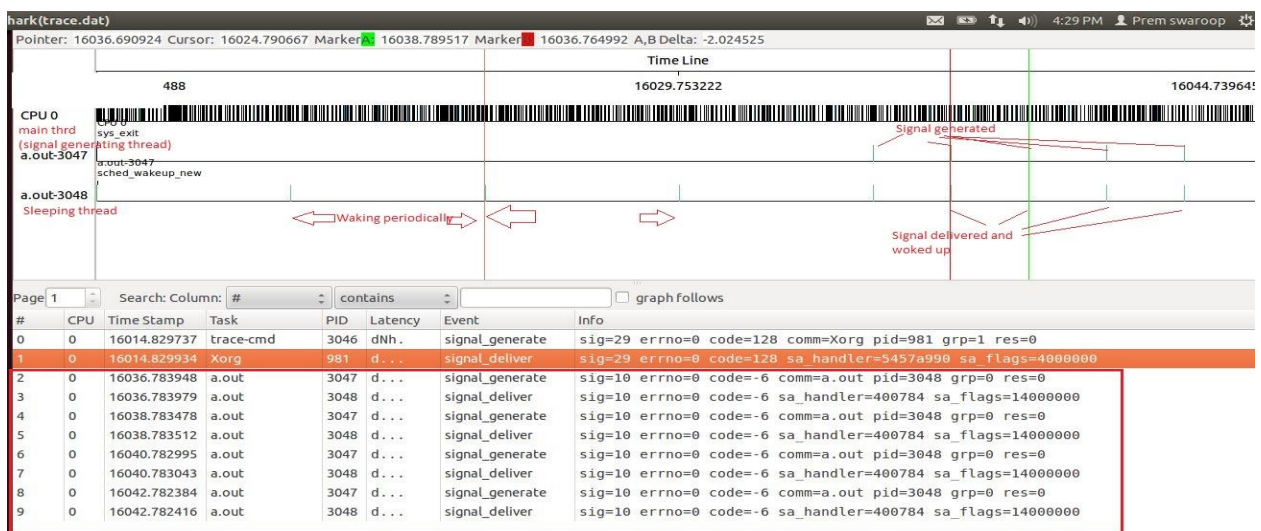 hark(trace.dat)
4:29 PM Prem swaroop
Pointer: 16036.690924 Cursor: 16024.790667 MarkerA: 16038.789517 Marker 16036.764992 A,B Delta: -2.024525
Time Line
488 16029.753222 16044.739645
CPU 0
CPU 0
main thrd
sys_exit
Signal generated
(signal generating thread)
a.out-3047
a.out-3047
sched_wakeup_new
a.out-3048
Sleeping thread
Waking periodically
Signal delivered and
woked up
Page 1 Search: Column: # contains graph follows
# CPU Time Stamp Task PID Latency Event Info
0 0 16014.829737 trace-cmd 3046 dNh. signal_generate sig=29 errno=0 code=128 comm=Xorg pid=981 grp=1 res=0
1 0 16014.829934 Xorg 981 d... signal_deliver sig=29 errno=0 code=128 sa_handler=5457a990 sa_flags=4000000
2 0 16036.783948 a.out 3047 d... signal_generate sig=10 errno=0 code=-6 comm=a.out pid=3048 grp=0 res=0
3 0 16036.783979 a.out 3048 d... signal_deliver sig=10 errno=0 code=-6 sa_handler=400784 sa_flags=14000000
4 0 16038.783478 a.out 3047 d... signal_generate sig=10 errno=0 code=-6 comm=a.out pid=3048 grp=0 res=0
5 0 16038.783512 a.out 3048 d... signal_deliver sig=10 errno=0 code=-6 sa_handler=400784 sa_flags=14000000
6 0 16040.782995 a.out 3047 d... signal_generate sig=10 errno=0 code=-6 comm=a.out pid=3048 grp=0 res=0
7 0 16040.783043 a.out 3048 d... signal_deliver sig=10 errno=0 code=-6 sa_handler=400784 sa_flags=14000000
8 0 16042.782384 a.out 3047 d... signal_generate sig=10 errno=0 code=-6 comm=a.out pid=3048 grp=0 res=0
9 0 16042.782416 a.out 3048 d... signal_deliver sig=10 errno=0 code=-6 sa_handler=400784 sa_flags=14000000